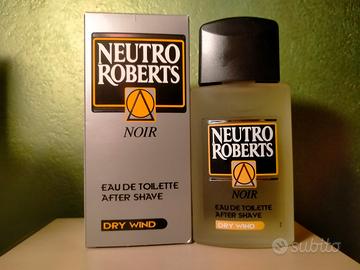 NEUTRO
ROBERTS
NOIR
EAU DE TOILETTE
AFTER SHAVE
DRY WIND
NEUTRO
ROBERTS
NOIR
EAU DE TOILETTE
AFTER SHAVE
DRY WIND
subito